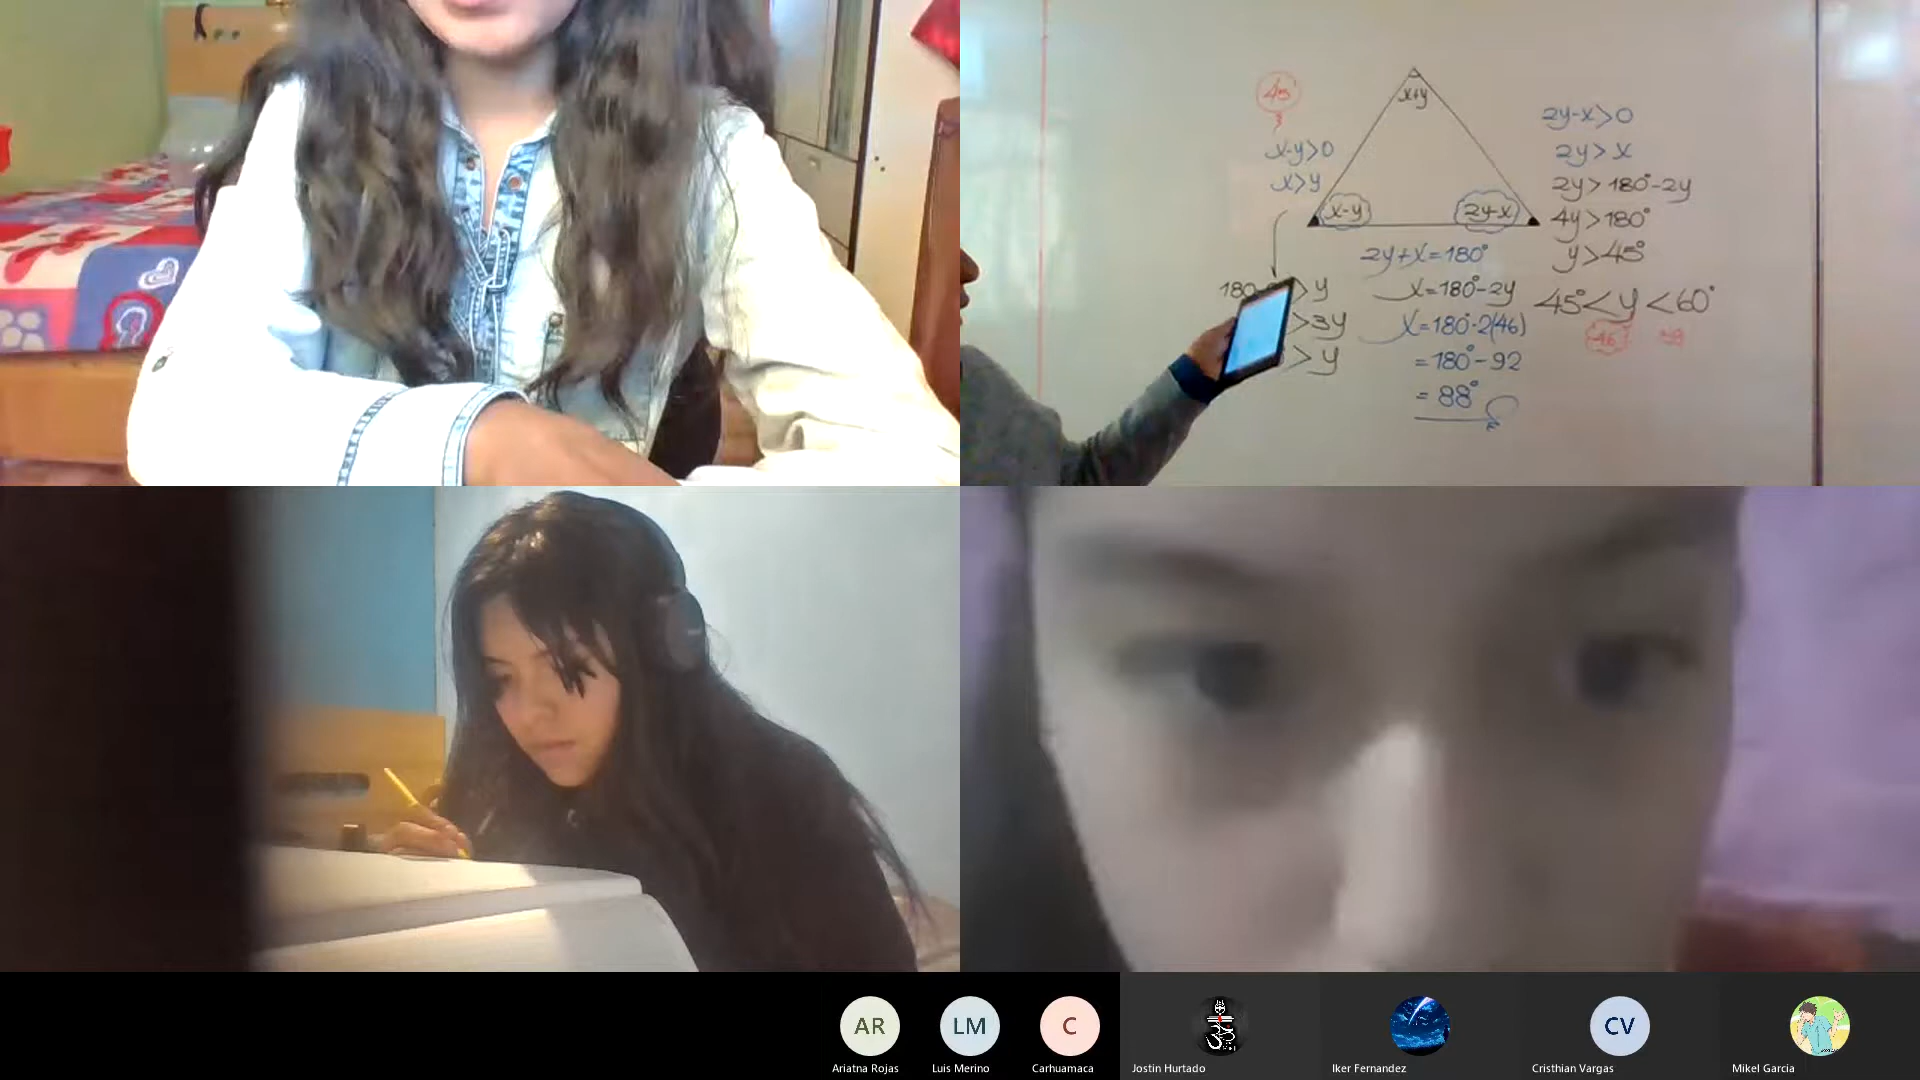 45
x-y>0
x>y
x+y
x-y
2y-x
2y-x>0
2y>x
2y>180°-2y
4y>180°
y>45°
45°<y<60°
46
2y+x=180°
x=180°-2y
x=180°-2(46)
=180°-92
=88°
>y
>3y
>y
AR
LM
C
CV
Ariatna Rojas
Luis Merino
Carhuamaca
Jostin Hurtado
Iker Fernandez
Cristhian Vargas
Mikel Garcia